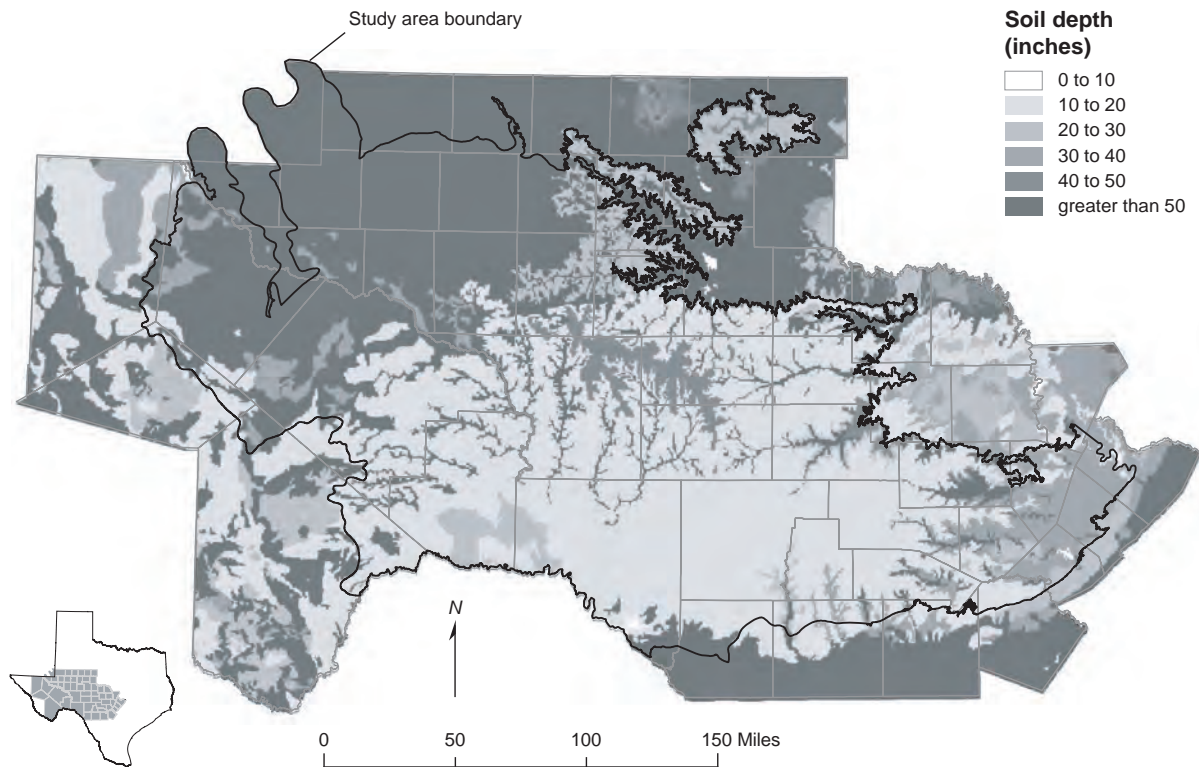 Study area boundary
Soil depth
(inches)
0 to 10
10 to 20
20 to 30
30 to 40
40 to 50
greater than 50
N
0 50 100 150 Miles